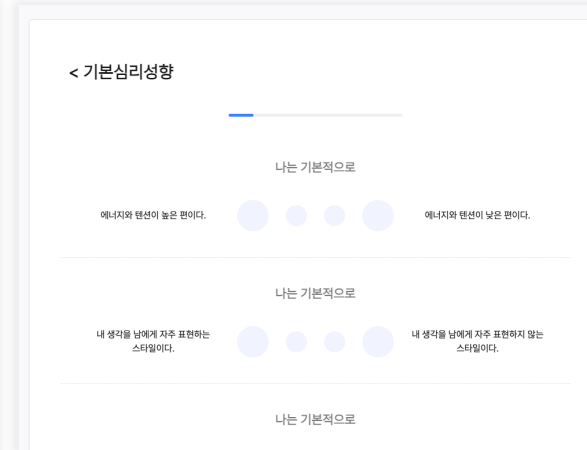 < 기본심리성향
나는 기본적으로
에너지와 텐션이 높은 편이다.
에너지와 텐션이 낮은 편이다.
나는 기본적으로
내 생각을 남에게 자주 표현하는
스타일이다.
내 생각을 남에게 자주 표현하지 않는
스타일이다.
나는 기본적으로